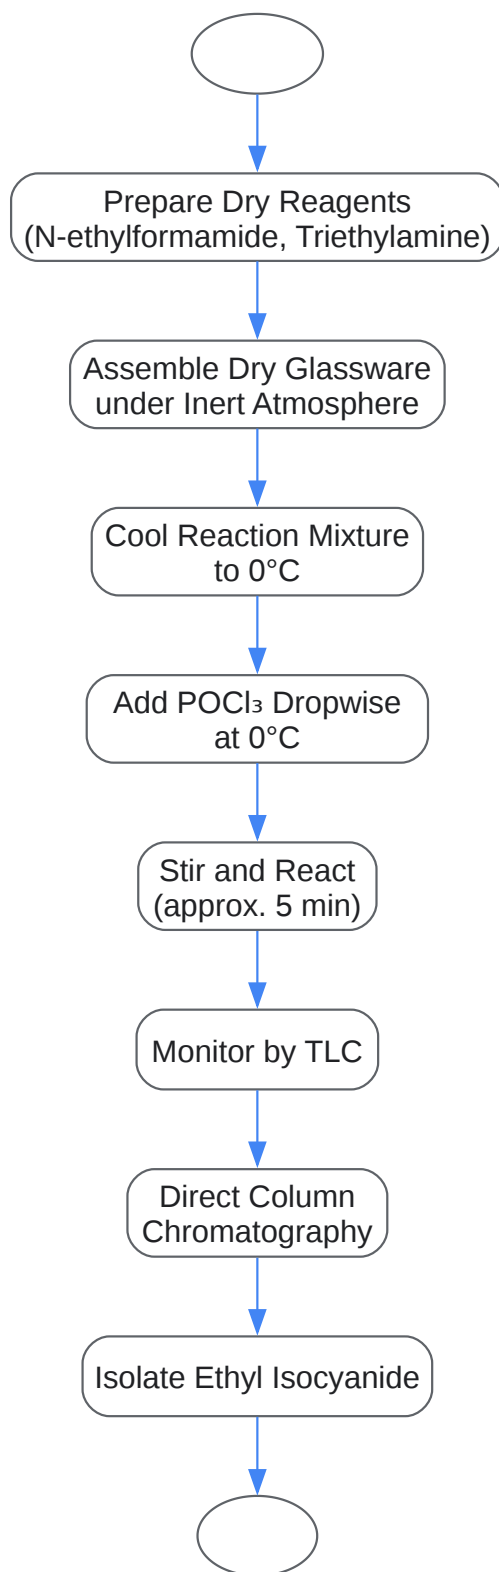 Prepare Dry Reagents
(N-ethylformamide, Triethylamine)
Assemble Dry Glassware
under Inert Atmosphere
Cool Reaction Mixture
to 0°C
Add POCl₃ Dropwise
at 0°C
Stir and React
(approx. 5 min)
Monitor by TLC
Direct Column
Chromatography
Isolate Ethyl Isocyanide